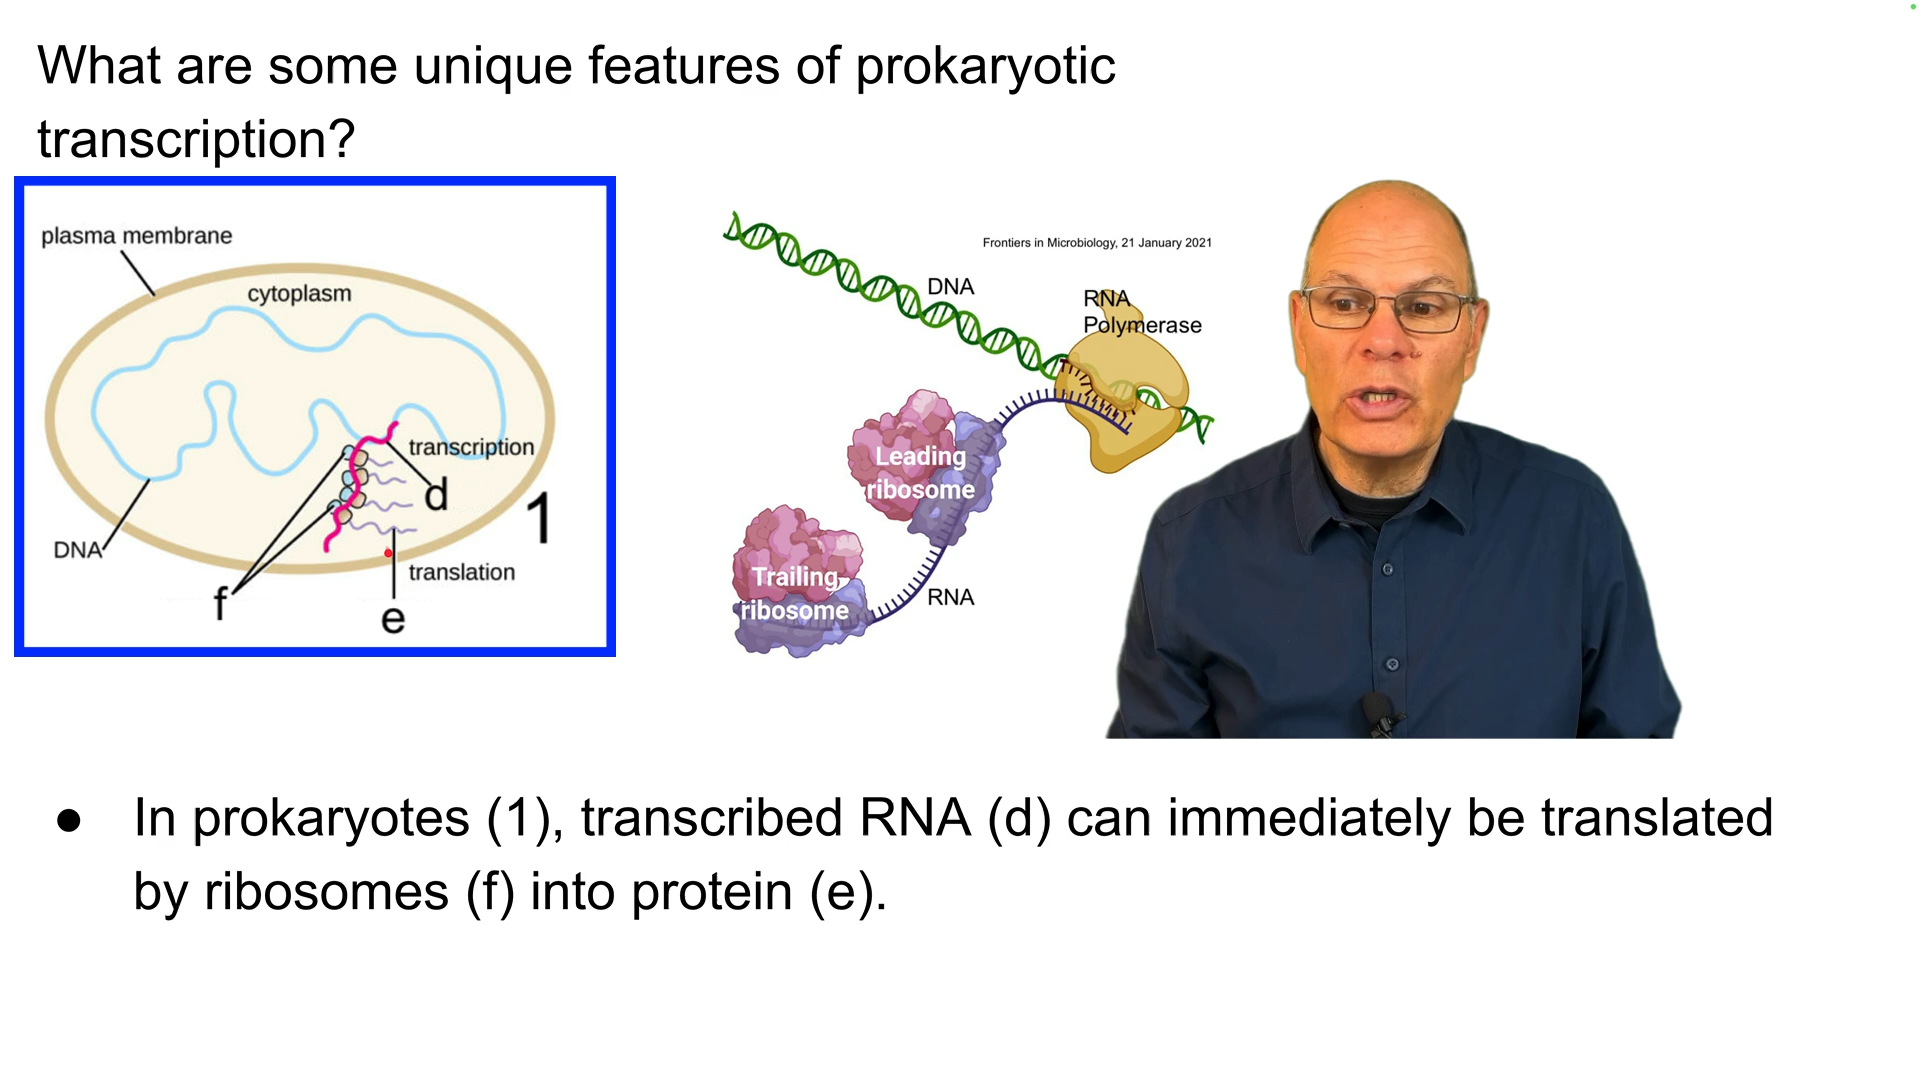 What are some unique features of prokaryotic
transcription?
plasma membrane
cytoplasm
transcription
d
1
DNA
translation
f
e
Frontiers in Microbiology, 21 January 2021
DNA
RNA
Polymerase
Leading
ribosome
Trailing
ribosome
RNA
● In prokaryotes (1), transcribed RNA (d) can immediately be translated
by ribosomes (f) into protein (e).